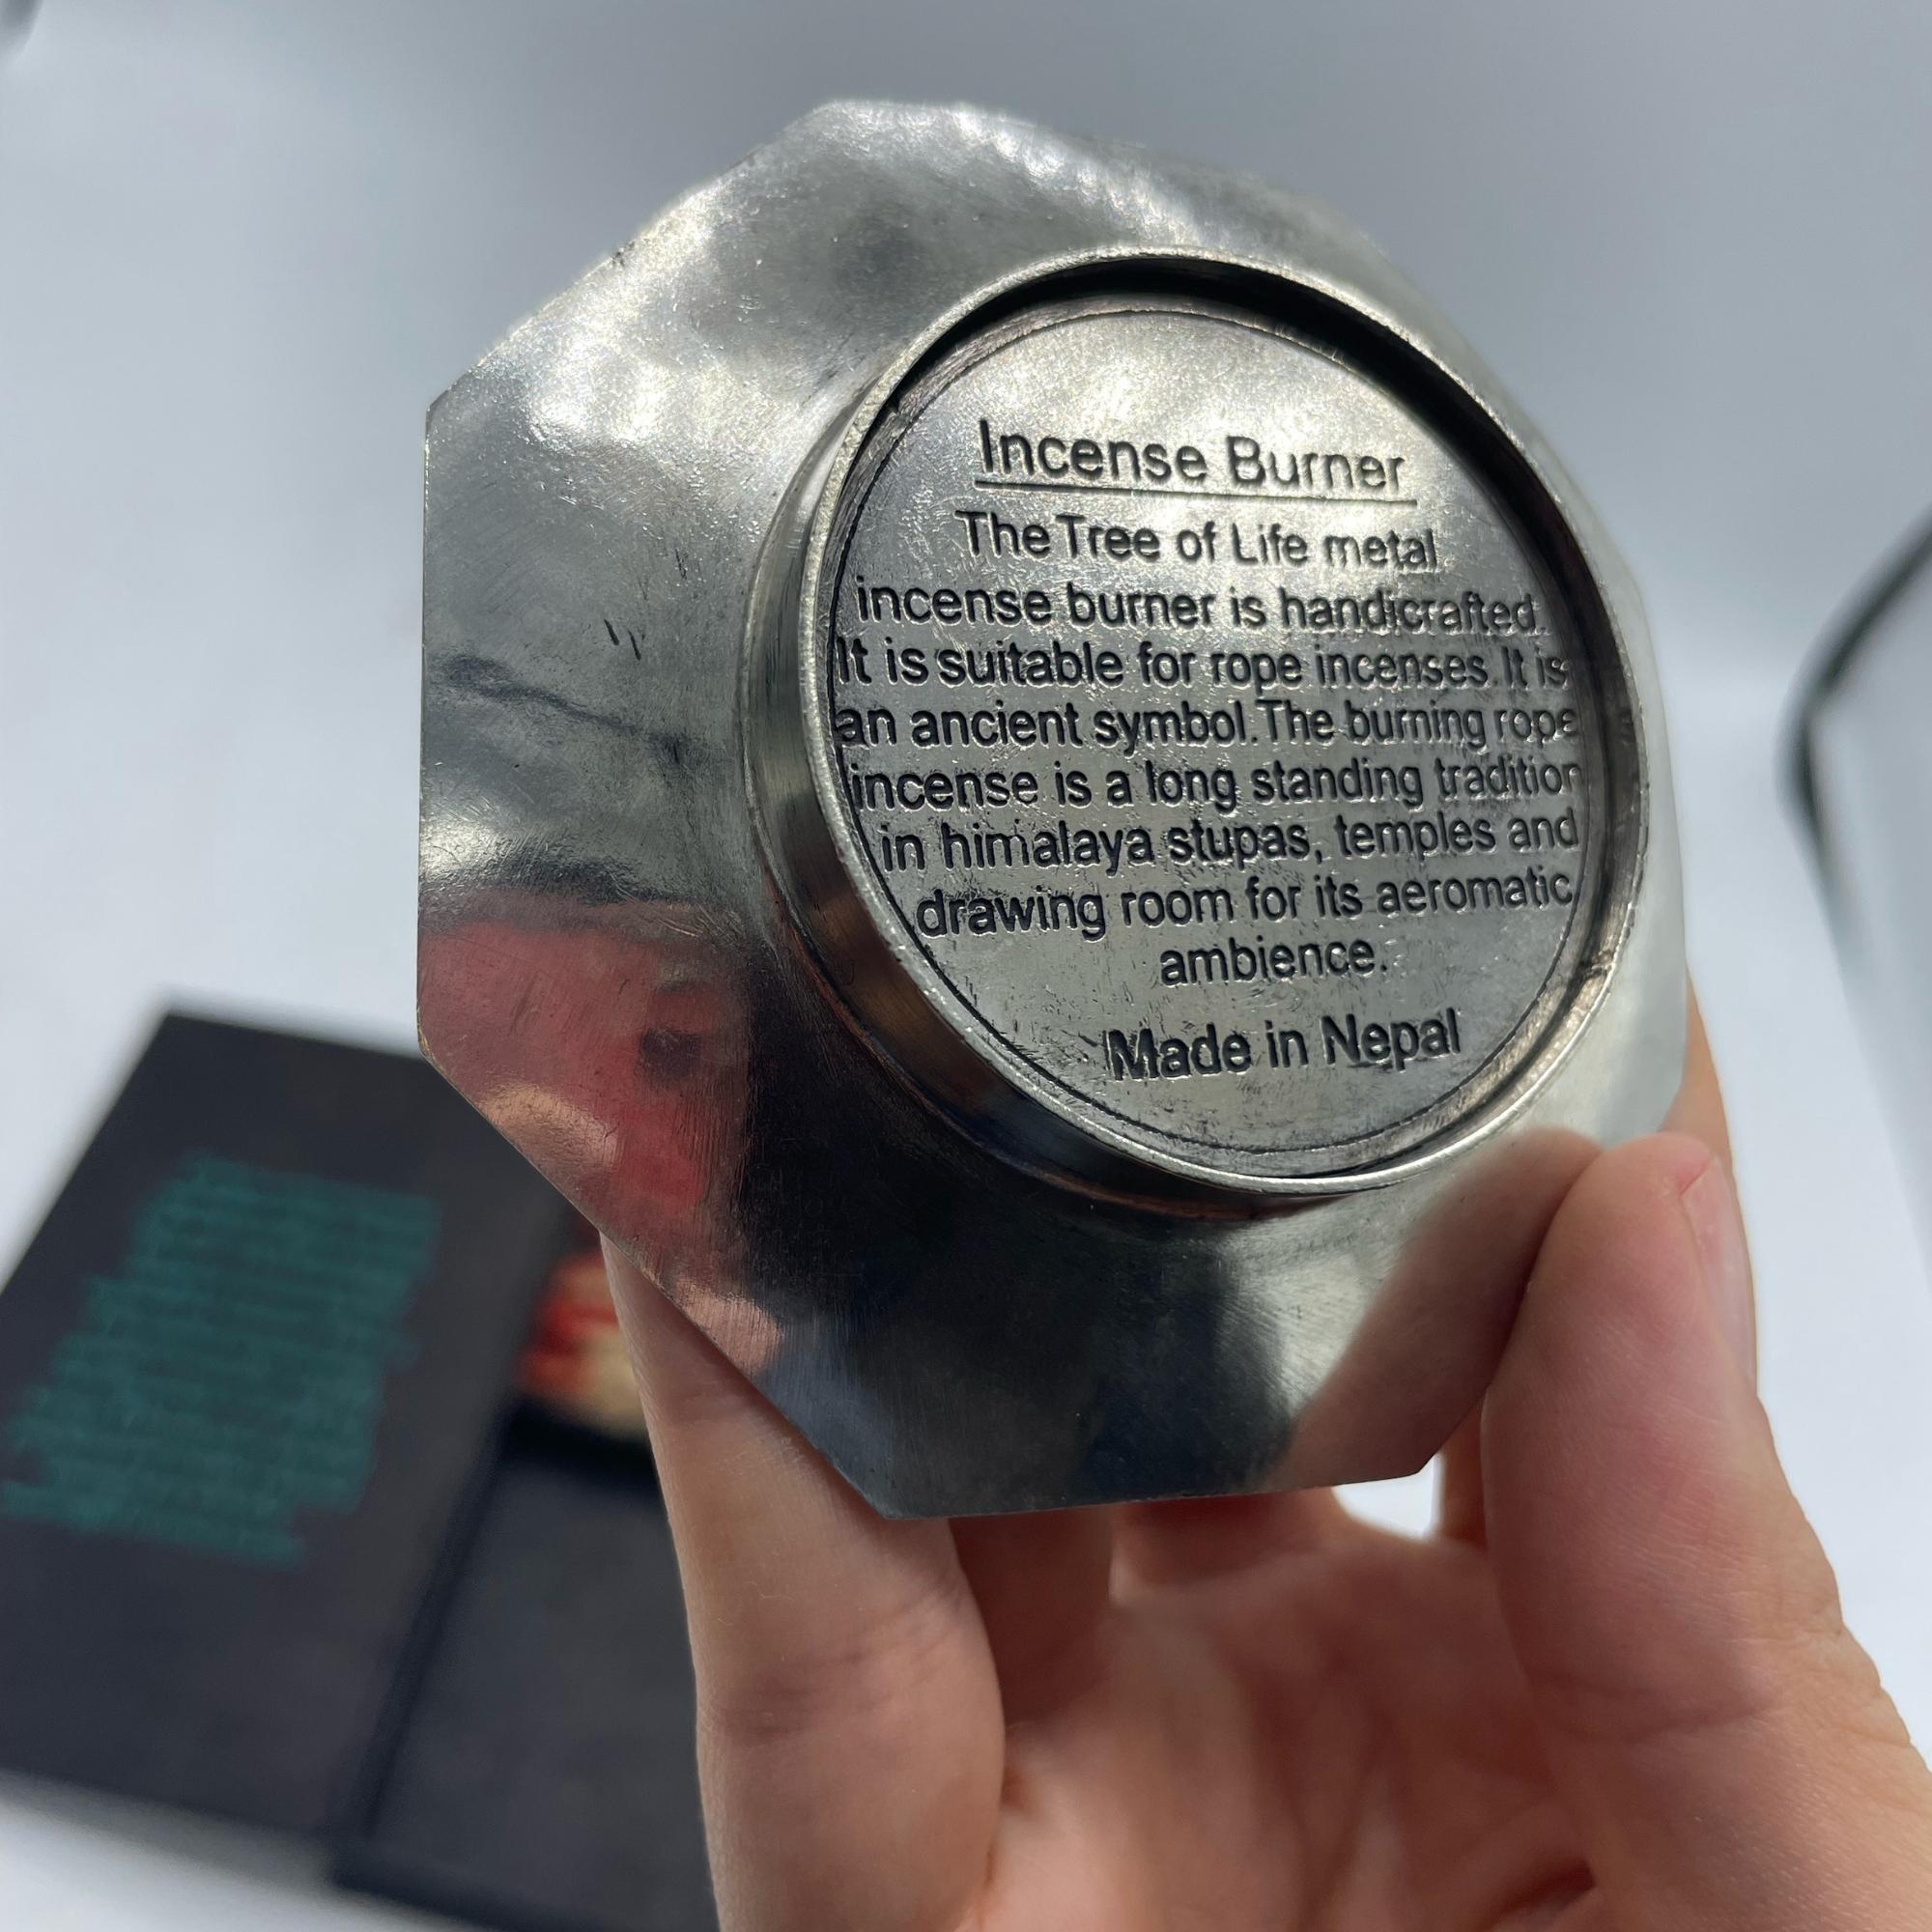 Incense Burner
The Tree of Life metal
incense burner is handicrafted.
It is suitable for rope incenses.It is
an ancient symbol.The burning rope
incense is a long standing tradition
in himalaya stupas, temples and
drawing room for its aeromatic
ambience.
Made in Nepal